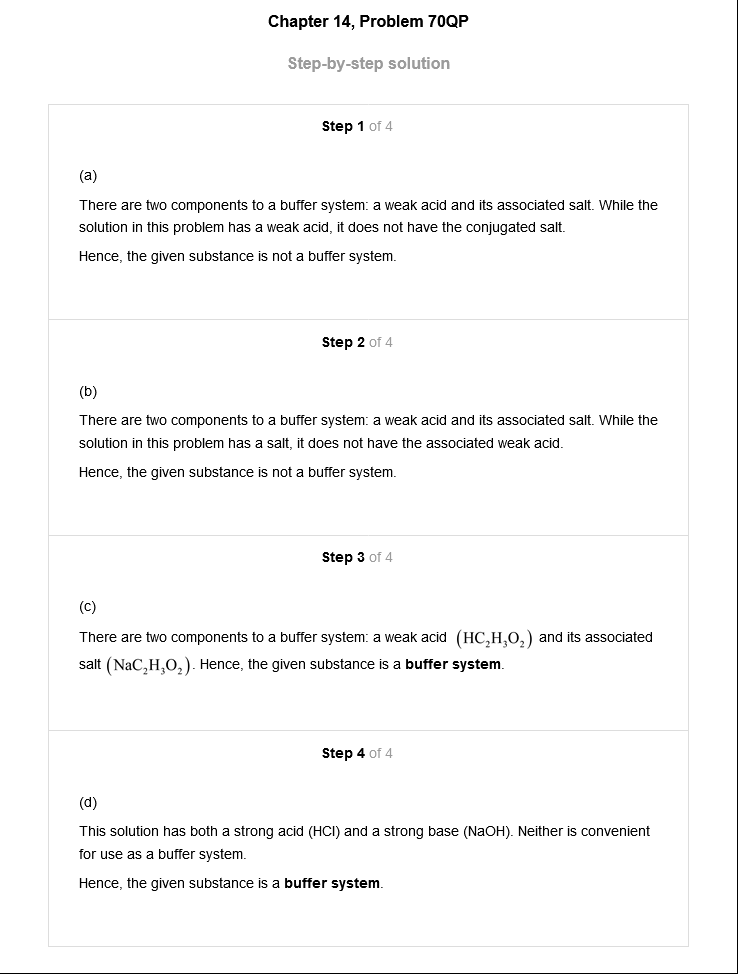 Chapter 14, Problem 70QP
Step-by-step solution
Step 1 of 4
(a)
There are two components to a buffer system: a weak acid and its associated salt. While the
solution in this problem has a weak acid, it does not have the conjugated salt.
Hence, the given substance is not a buffer system.
Step 2 of 4
(b)
There are two components to a buffer system: a weak acid and its associated salt. While the
solution in this problem has a salt, it does not have the associated weak acid.
Hence, the given substance is not a buffer system.
Step 3 of 4
(c)
There are two components to a buffer system: a weak acid (HC₂H₃O₂) and its associated
salt (NaC₂H₃O₂). Hence, the given substance is a buffer system.
Step 4 of 4
(d)
This solution has both a strong acid (HCl) and a strong base (NaOH). Neither is convenient
for use as a buffer system.
Hence, the given substance is a buffer system.